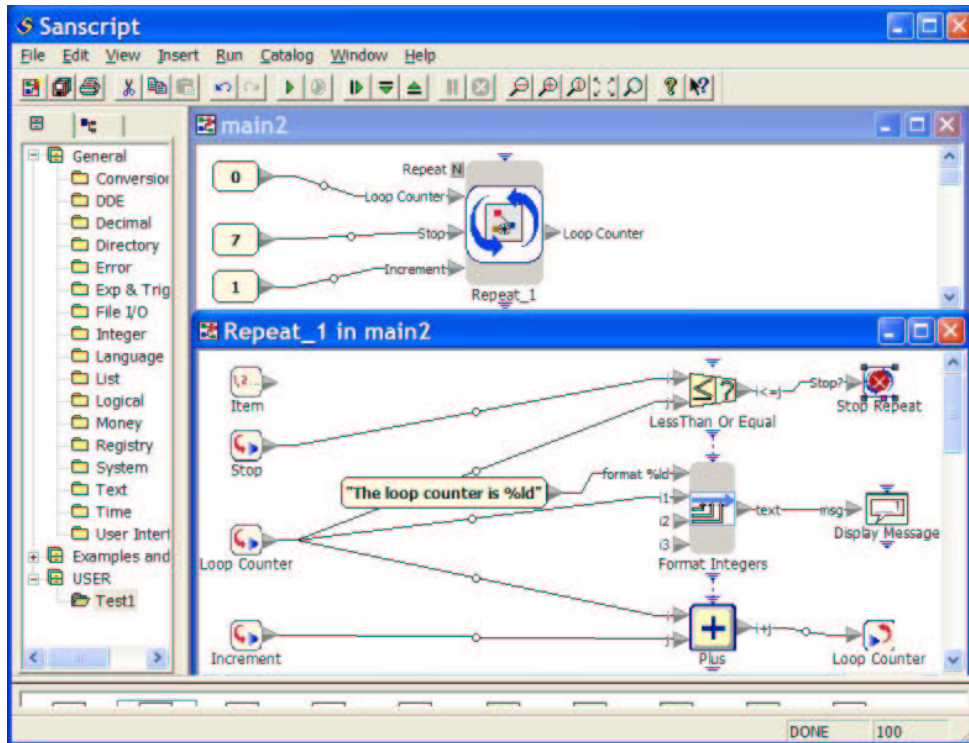 Sanscript
File Edit View Insert Run Catalog Window Help
General
Conversion
DDE
Decimal
Directory
Error
Exp & Trig
File I/O
Integer
Language
List
Logical
Money
Registry
System
Text
Time
User Interf
Examples and
USER
Test1
main2
0
7
1
Repeat N
Loop Counter
Stop
Increment
Loop Counter
Repeat_1
Repeat_1 in main2
1,2...
Item
Stop
Loop Counter
Increment
"The loop counter is %ld"
i
j
i<=j
LessThan Or Equal
Stop?
Stop Repeat
format %ld
i1
i2
i3
text
Format Integers
msg
Display Message
i
j
i+j
Plus
Loop Counter
DONE 100